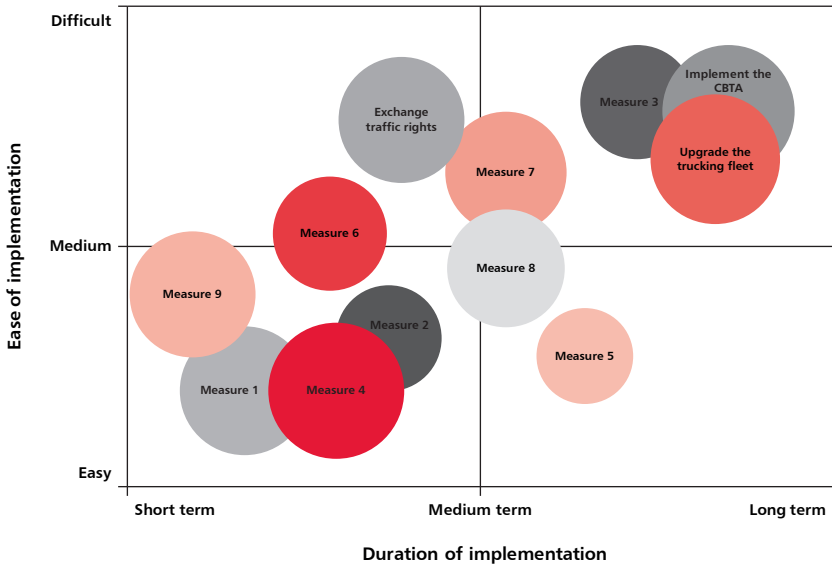 Difficult
Implement the
CBTA
Measure 3
Exchange
traffic rights
Upgrade the
trucking fleet
Measure 7
Ease of implementation
Measure 6
Medium
Measure 8
Measure 9
Measure 2
Measure 5
Measure 1
Measure 4
Easy
Short term
Medium term
Long term
Duration of implementation